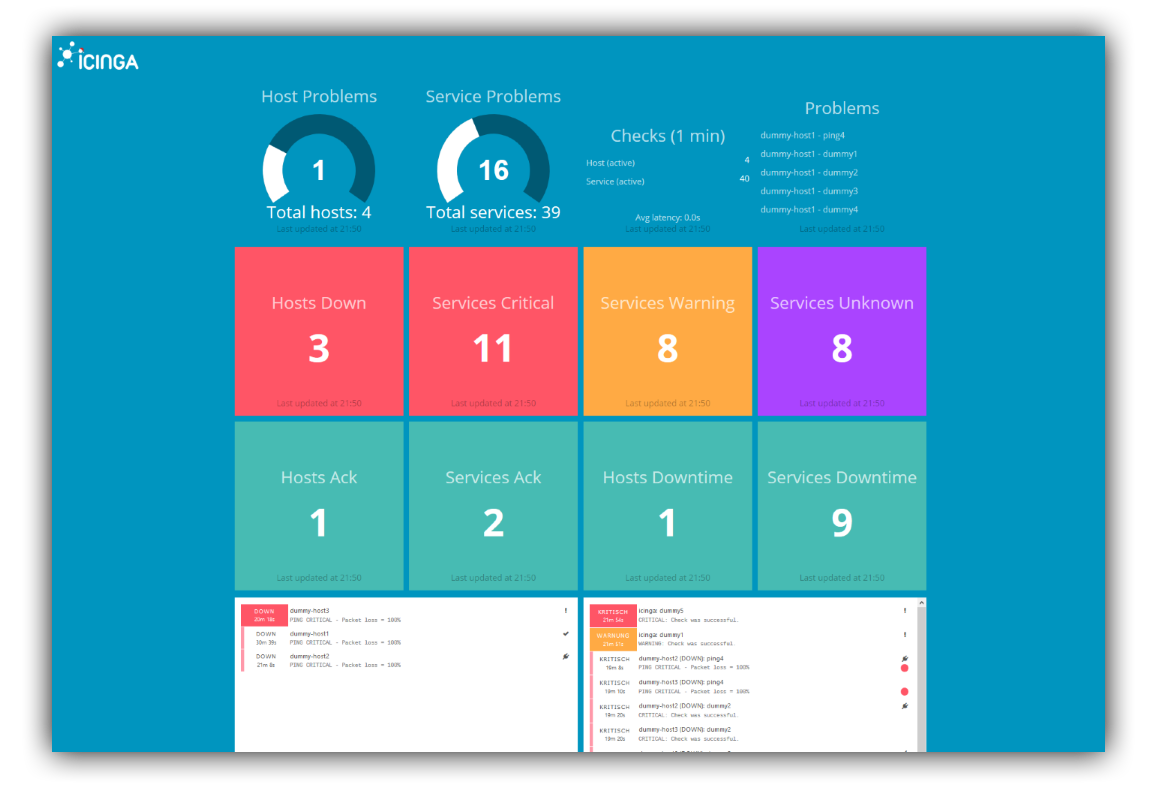 iCINGA
Host Problems
1
Total hosts: 4
Last updated at 21:50
Service Problems
16
Total services: 39
Last updated at 21:50
Checks (1 min)
Host (active) 4
Service (active) 40
Avg latency: 0.0s
Last updated at 21:50
Problems
dummy-host1 - ping4
dummy-host1 - dummy1
dummy-host1 - dummy2
dummy-host1 - dummy3
dummy-host1 - dummy4
Last updated at 21:50
Hosts Down
3
Last updated at 21:50
Services Critical
11
Last updated at 21:50
Services Warning
8
Last updated at 21:50
Services Unknown
8
Last updated at 21:50
Hosts Ack
1
Last updated at 21:50
Services Ack
2
Last updated at 21:50
Hosts Downtime
1
Last updated at 21:50
Services Downtime
9
Last updated at 21:50
DOWN dummy-host3 !
20m 18s PING CRITICAL - Packet loss = 100%
DOWN dummy-host1
PING CRITICAL - Packet loss = 100%
DOWN dummy-host2
21m 8s PING CRITICAL - Packet loss = 100%
KRITISCH icinga: dummy5 !
21m 54s CRITICAL: Check was successful.
WARNUNG icinga: dummy1 !
21m 51s WARNING: Check was successful.
KRITISCH dummy-host2 (DOWN): ping4
19m 8s PING CRITICAL - Packet loss = 100%
KRITISCH dummy-host3 (DOWN): ping4
19m 10s PING CRITICAL - Packet loss = 100%
KRITISCH dummy-host2 (DOWN): dummy2
19m 20s CRITICAL: Check was successful.
KRITISCH dummy-host3 (DOWN): dummy2
19m 20s CRITICAL: Check was successful.